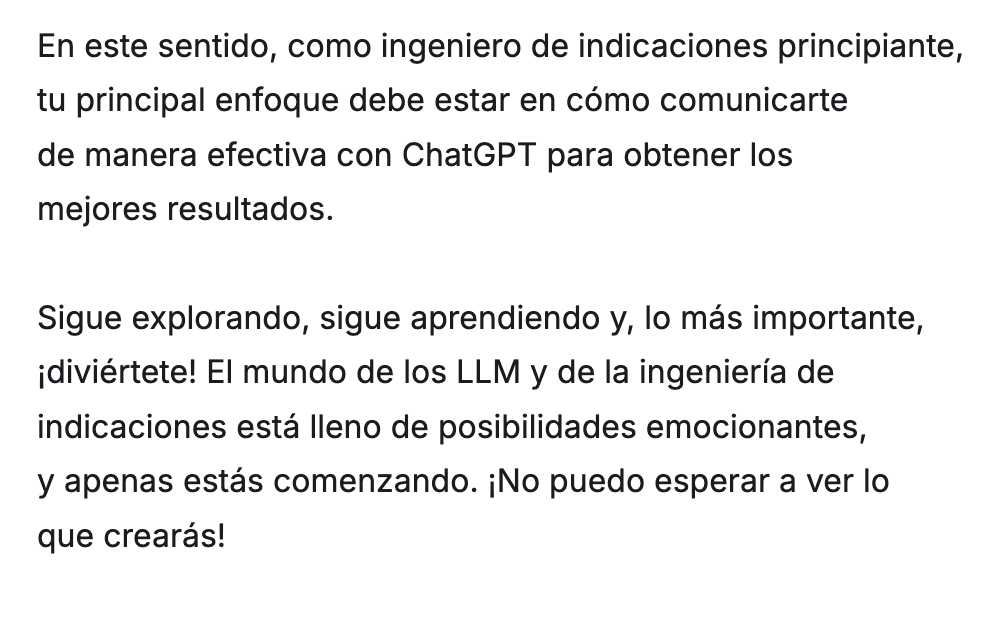 En este sentido, como ingeniero de indicaciones principiante,
tu principal enfoque debe estar en cómo comunicarte
de manera efectiva con ChatGPT para obtener los
mejores resultados.
Sigue explorando, sigue aprendiendo y, lo más importante,
¡diviértete! El mundo de los LLM y de la ingeniería de
indicaciones está lleno de posibilidades emocionantes,
y apenas estás comenzando. ¡No puedo esperar a ver lo
que crearás!